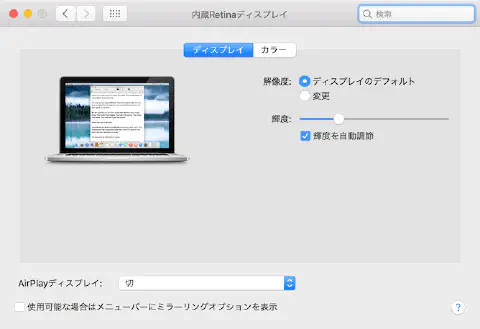 内蔵Retinaディスプレイ
検索
ディスプレイ
カラー
解像度:
ディスプレイのデフォルト
変更
輝度:
輝度を自動調節
AirPlayディスプレイ:
切
使用可能な場合はメニューバーにミラーリングオプションを表示
?